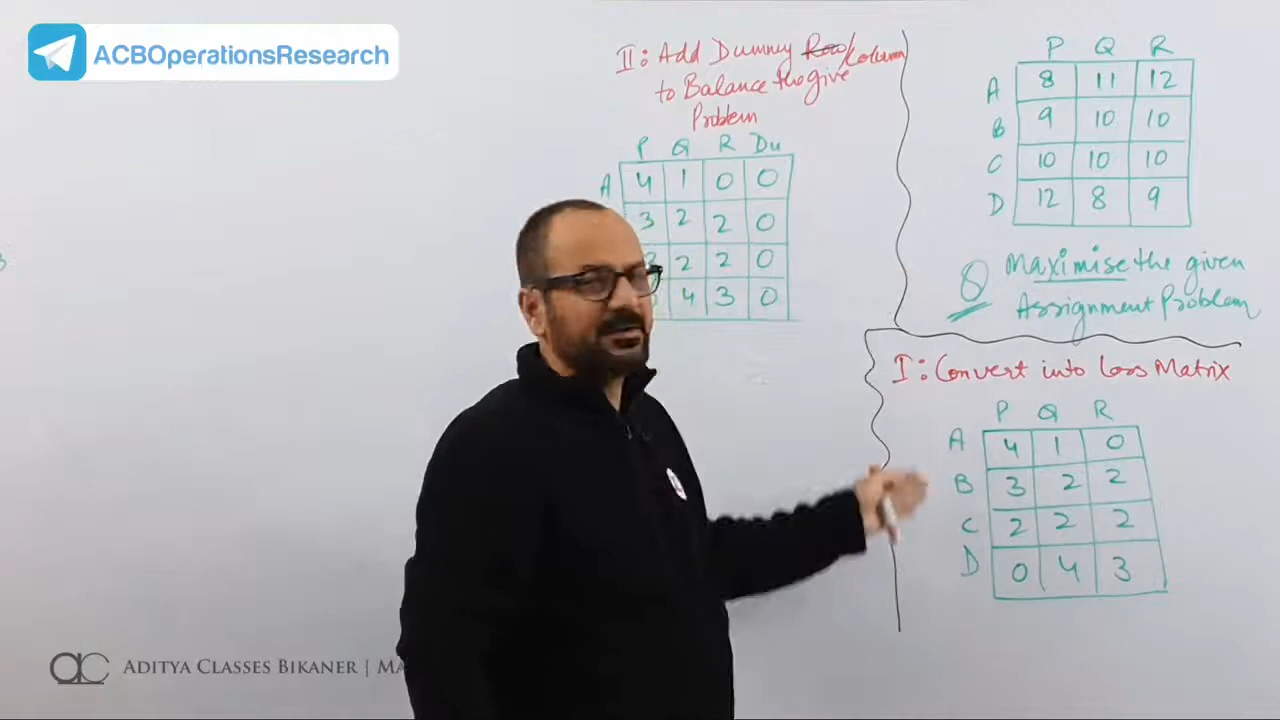 ACBOperationsResearch
II: Add Dummy Row/Column
to Balance the give
Problem
P Q R Du
A 4 1 0 0
3 2 2 0
2 2 0
4 3 0
P Q R
A 8 11 12
B 9 10 10
C 10 10 10
D 12 8 9
Q Maximise the given
Assignment Problem
I: Convert into Loss Matrix
P Q R
A 4 1 0
B 3 2 2
C 2 2 2
D 0 4 3
ac ADITYA CLASSES BIKANER | MA